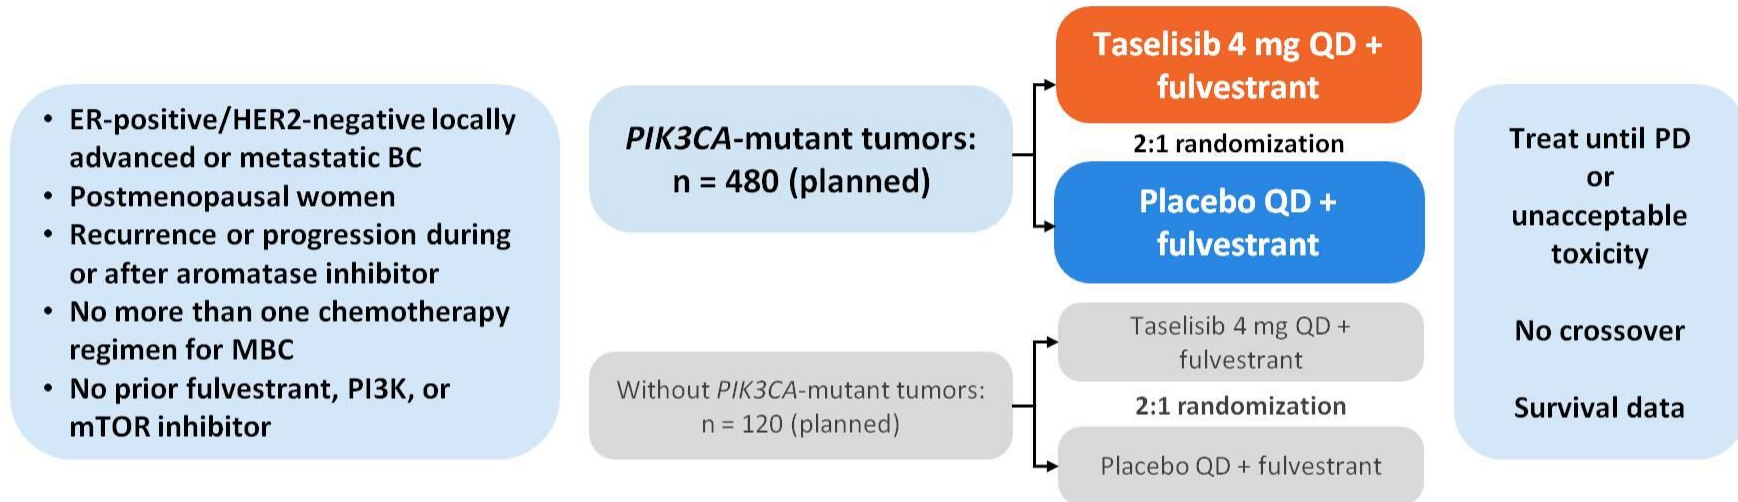 • ER-positive/HER2-negative locally
advanced or metastatic BC
• Postmenopausal women
• Recurrence or progression during
or after aromatase inhibitor
• No more than one chemotherapy
regimen for MBC
• No prior fulvestrant, PI3K, or
mTOR inhibitor
PIK3CA-mutant tumors:
n = 480 (planned)
Taselisib 4 mg QD +
fulvestrant
2:1 randomization
Placebo QD +
fulvestrant
Without PIK3CA-mutant tumors:
n = 120 (planned)
Taselisib 4 mg QD +
fulvestrant
2:1 randomization
Placebo QD + fulvestrant
Treat until PD
or
unacceptable
toxicity
No crossover
Survival data